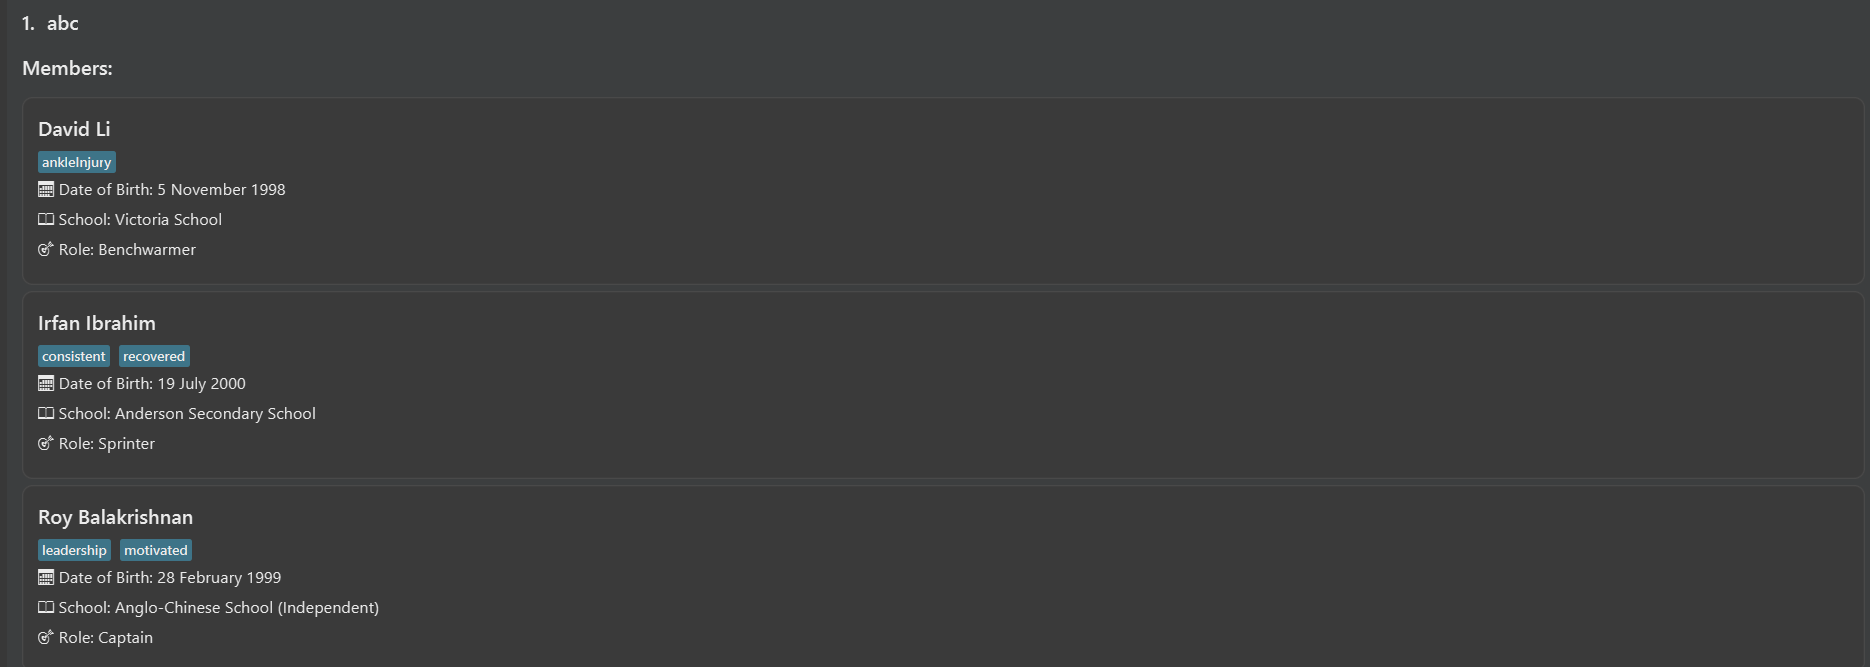 1. abc
Members:
David Li
ankleInjury
Date of Birth: 5 November 1998
School: Victoria School
Role: Benchwarmer
Irfan Ibrahim
consistent recovered
Date of Birth: 19 July 2000
School: Anderson Secondary School
Role: Sprinter
Roy Balakrishnan
leadership motivated
Date of Birth: 28 February 1999
School: Anglo-Chinese School (Independent)
Role: Captain